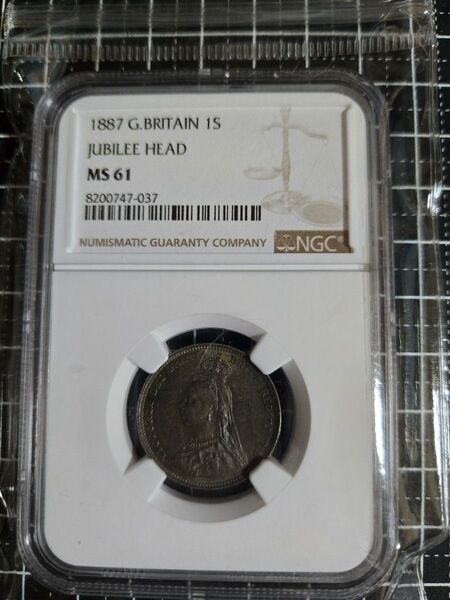 1887 G.BRITAIN 1S
JUBILEE HEAD
MS 61
8200747-037
NUMISMATIC GUARANTY COMPANY NGC®